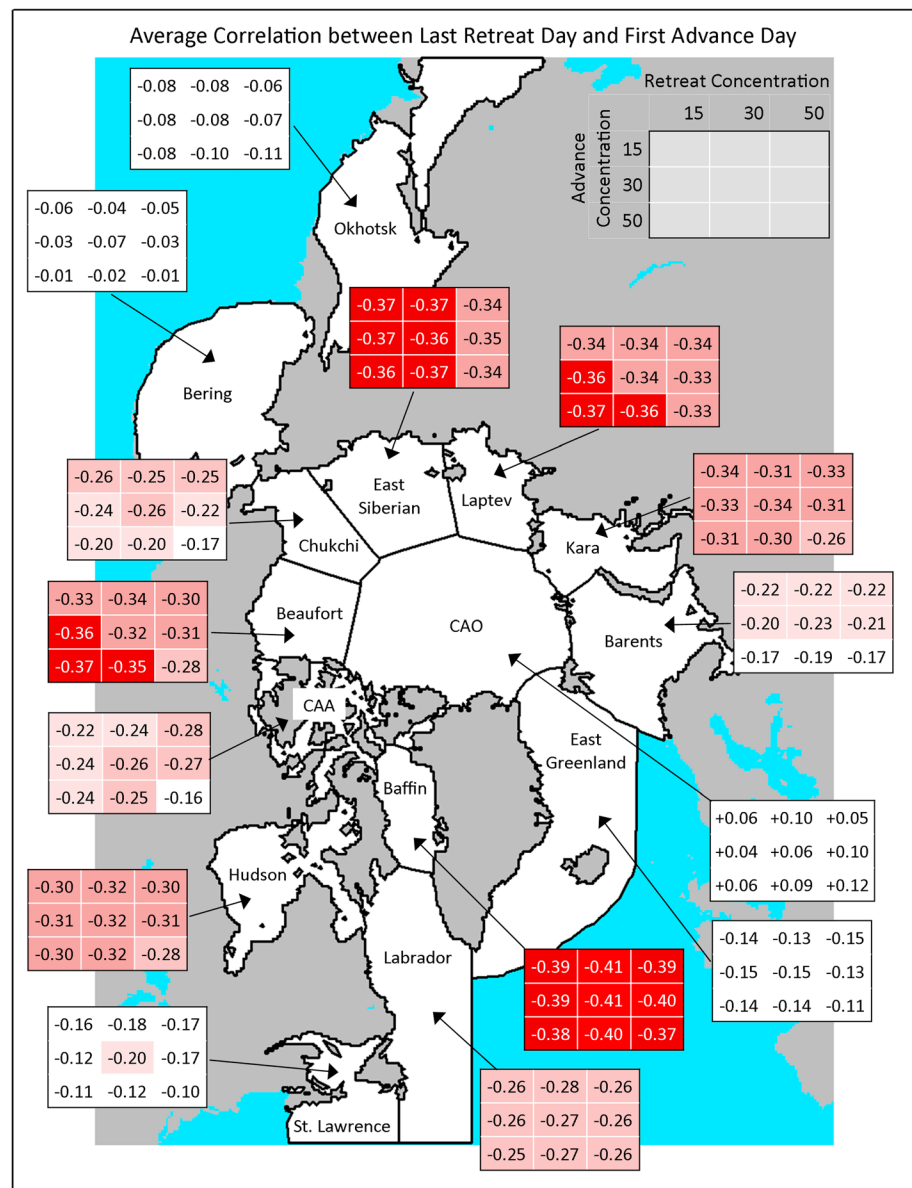 Average Correlation between Last Retreat Day and First Advance Day
Retreat Concentration
15 30 50
Advance
Concentration
15
30
50
-0.08 -0.08 -0.06
-0.08 -0.08 -0.07
-0.08 -0.10 -0.11
Okhotsk
-0.06 -0.04 -0.05
-0.03 -0.07 -0.03
-0.01 -0.02 -0.01
Bering
-0.37 -0.37 -0.34
-0.37 -0.36 -0.35
-0.36 -0.37 -0.34
East
Siberian
-0.34 -0.34 -0.34
-0.36 -0.34 -0.33
-0.37 -0.36 -0.33
Laptev
-0.26 -0.25 -0.25
-0.24 -0.26 -0.22
-0.20 -0.20 -0.17
Chukchi
-0.34 -0.31 -0.33
-0.33 -0.34 -0.31
-0.31 -0.30 -0.26
Kara
-0.33 -0.34 -0.30
-0.36 -0.32 -0.31
-0.37 -0.35 -0.28
Beaufort
CAO
-0.22 -0.22 -0.22
-0.20 -0.23 -0.21
-0.17 -0.19 -0.17
Barents
-0.22 -0.24 -0.28
-0.24 -0.26 -0.27
-0.24 -0.25 -0.16
CAA
East
Greenland
Baffin
+0.06 +0.10 +0.05
+0.04 +0.06 +0.10
+0.06 +0.09 +0.12
-0.30 -0.32 -0.30
-0.31 -0.32 -0.31
-0.30 -0.32 -0.28
Hudson
-0.14 -0.13 -0.15
-0.15 -0.15 -0.13
-0.14 -0.14 -0.11
Labrador
-0.39 -0.41 -0.39
-0.39 -0.41 -0.40
-0.38 -0.40 -0.37
-0.16 -0.18 -0.17
-0.12 -0.20 -0.17
-0.11 -0.12 -0.10
St. Lawrence
-0.26 -0.28 -0.26
-0.26 -0.27 -0.26
-0.25 -0.27 -0.26